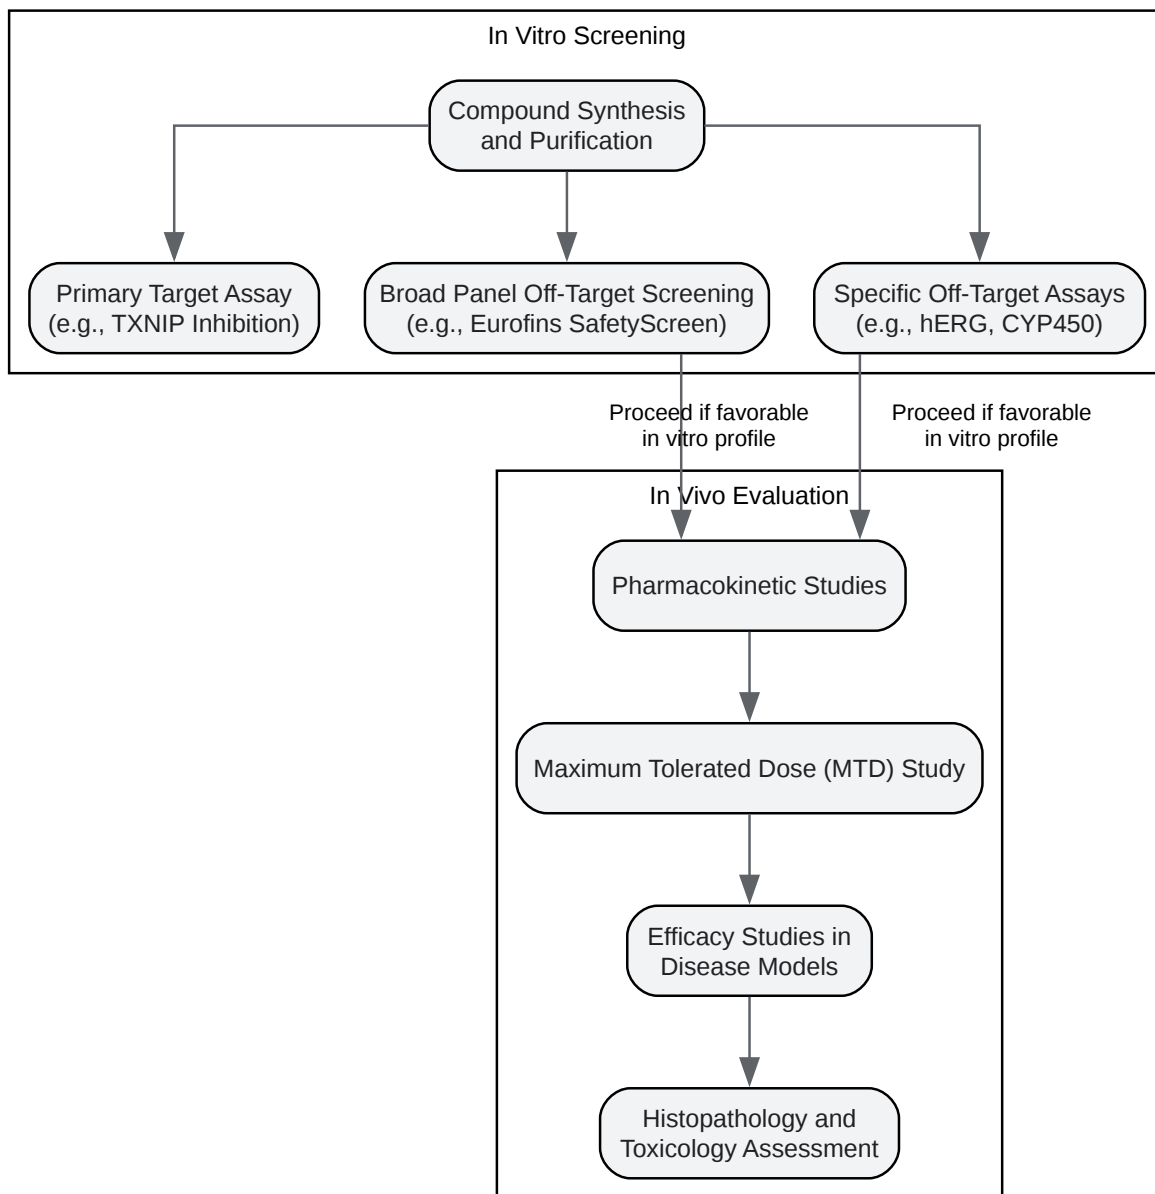 In Vitro Screening
Compound Synthesis
and Purification
Primary Target Assay
(e.g., TXNIP Inhibition)
Broad Panel Off-Target Screening
(e.g., Eurofins SafetyScreen)
Specific Off-Target Assays
(e.g., hERG, CYP450)
Proceed if favorable
in vitro profile
Proceed if favorable
in vitro profile
In Vivo Evaluation
Pharmacokinetic Studies
Maximum Tolerated Dose (MTD) Study
Efficacy Studies in
Disease Models
Histopathology and
Toxicology Assessment